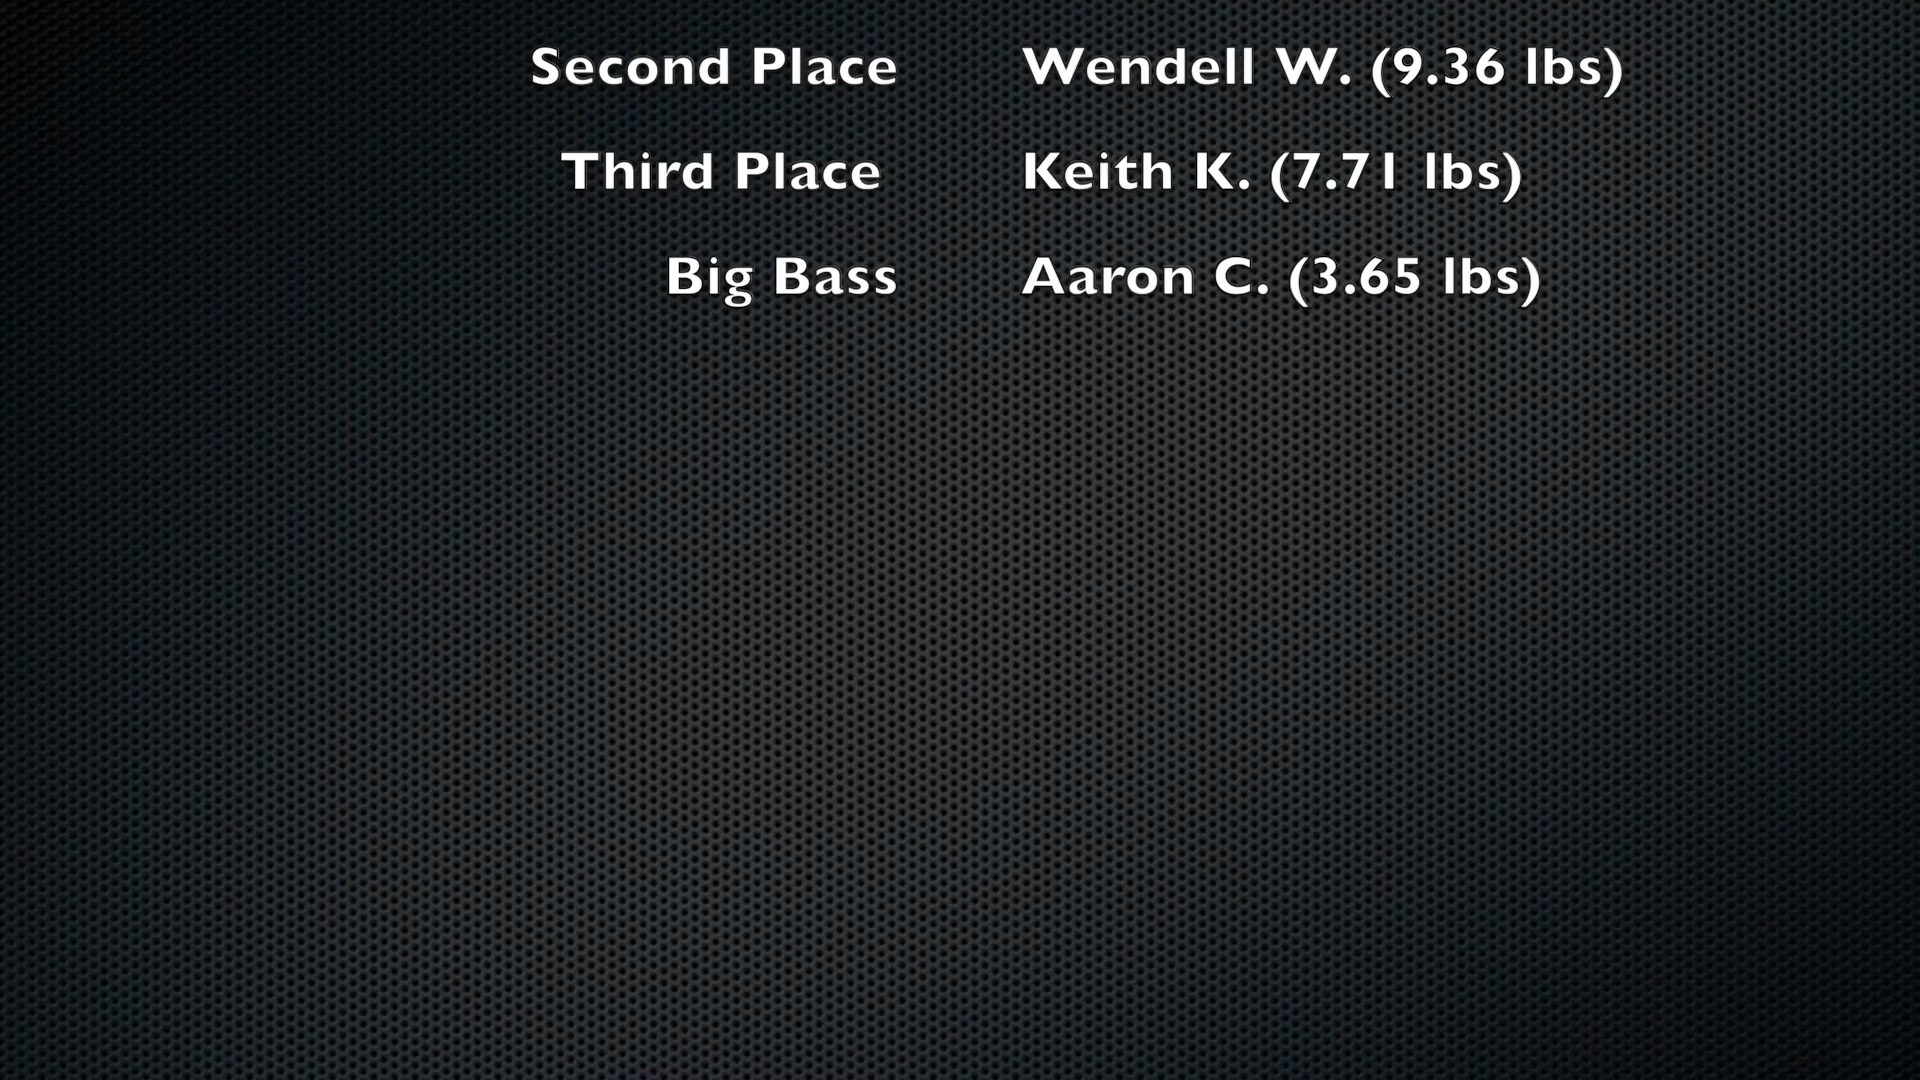 Second Place Wendell W. (9.36 lbs)
Third Place Keith K. (7.71 lbs)
Big Bass Aaron C. (3.65 lbs)